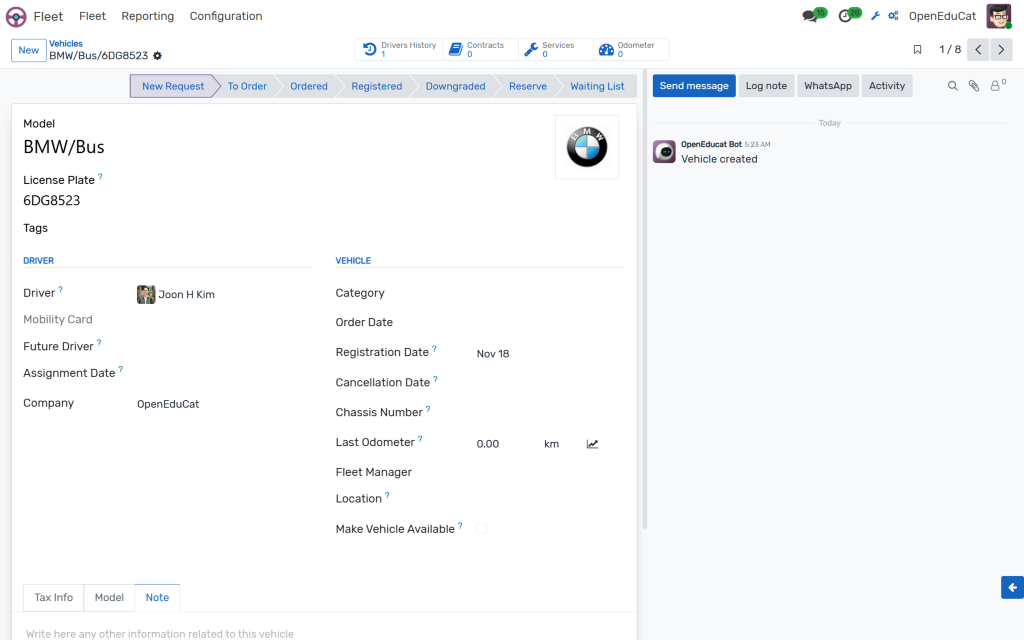 Fleet Fleet Reporting Configuration 15 28 OpenEduCat
New Vehicles
BMW/Bus/6DG8523
Drivers History 1 Contracts 0 Services 0 Odometer 0
1 / 8
New Request To Order Ordered Registered Downgraded Reserve Waiting List
Send message Log note WhatsApp Activity 0
Model
BMW/Bus
BMW
License Plate ?
6DG8523
Tags
Today
OpenEducat Bot 5:23 AM
Vehicle created
DRIVER
Driver ? Joon H Kim
Mobility Card
Future Driver ?
Assignment Date ?
Company OpenEduCat
VEHICLE
Category
Order Date
Registration Date ? Nov 18
Cancellation Date ?
Chassis Number ?
Last Odometer ? 0.00 km
Fleet Manager
Location ?
Make Vehicle Available ?
Tax Info Model Note
Write here any other information related to this vehicle